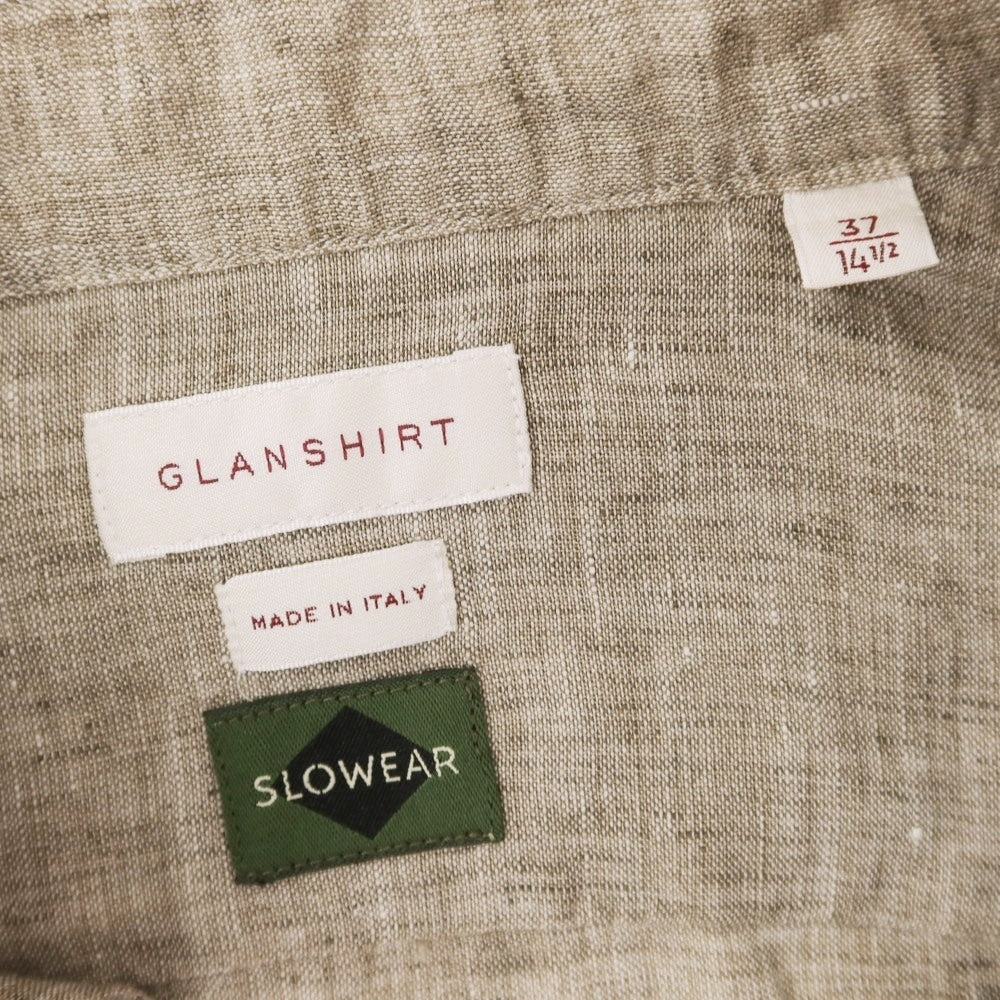 37
14 1/2
GLANSHIRT
MADE IN ITALY
SLOWEAR